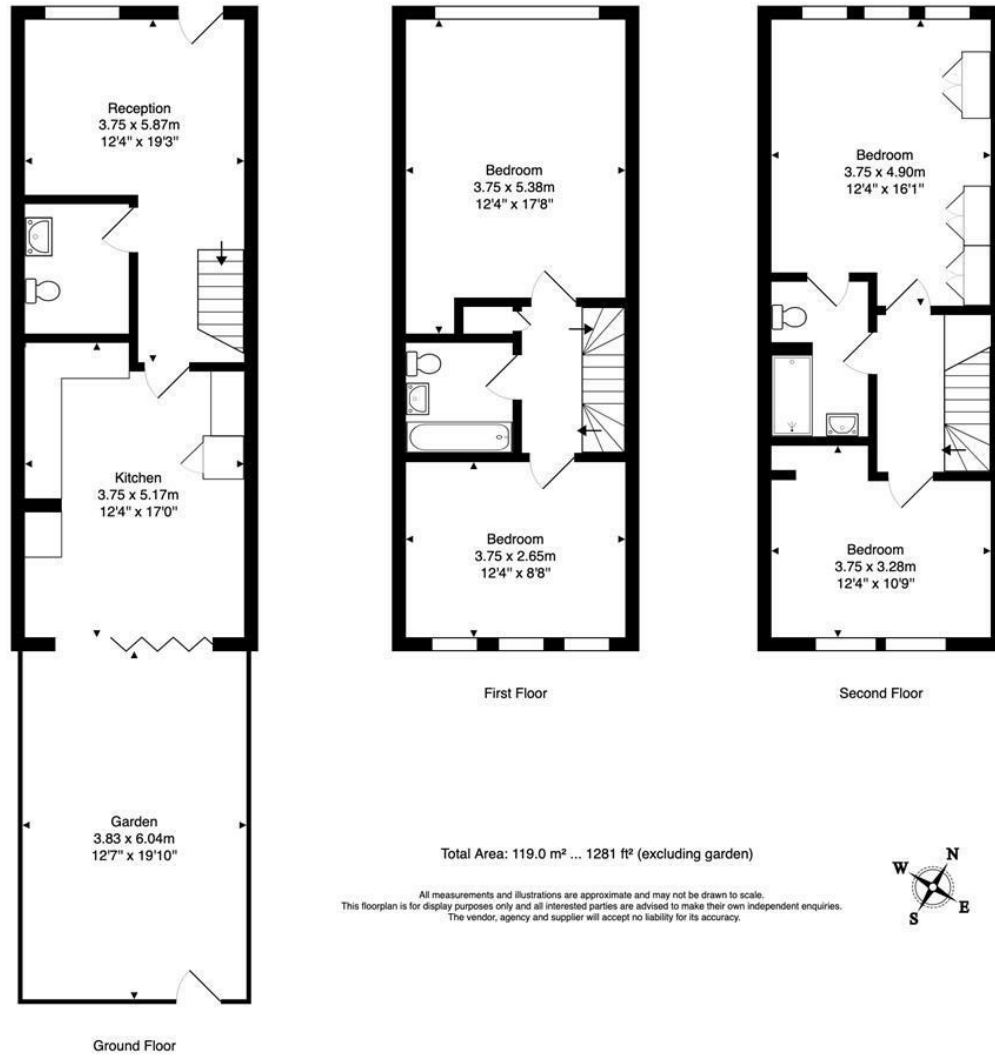 Reception
3.75 x 5.87m
12'4" x 19'3"
Kitchen
3.75 x 5.17m
12'4" x 17'0"
Garden
3.83 x 6.04m
12'7" x 19'10"
Ground Floor
Bedroom
3.75 x 5.38m
12'4" x 17'8"
Bedroom
3.75 x 2.65m
12'4" x 8'8"
First Floor
Bedroom
3.75 x 4.90m
12'4" x 16'1"
Bedroom
3.75 x 3.28m
12'4" x 10'9"
Second Floor
Total Area: 119.0 m² ... 1281 ft² (excluding garden)
All measurements and illustrations are approximate and may not be drawn to scale.
This floorplan is for display purposes only and all interested parties are advised to make their own independent enquiries.
The vendor, agency and supplier will accept no liability for its accuracy.
N
W
E
S